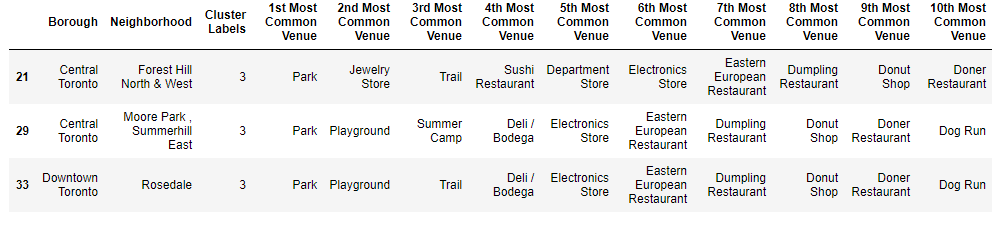 Borough Neighborhood Cluster Labels 1st Most Common Venue 2nd Most Common Venue 3rd Most Common Venue 4th Most Common Venue 5th Most Common Venue 6th Most Common Venue 7th Most Common Venue 8th Most Common Venue 9th Most Common Venue 10th Most Common Venue
21 Central Toronto Forest Hill North & West 3 Park Jewelry Store Trail Sushi Restaurant Department Store Electronics Store Eastern European Restaurant Dumpling Restaurant Donut Shop Doner Restaurant
29 Central Toronto Moore Park , Summerhill East 3 Park Playground Summer Camp Deli / Bodega Electronics Store Eastern European Restaurant Dumpling Restaurant Donut Shop Doner Restaurant Dog Run
33 Downtown Toronto Rosedale 3 Park Playground Trail Deli / Bodega Electronics Store Eastern European Restaurant Dumpling Restaurant Donut Shop Doner Restaurant Dog Run